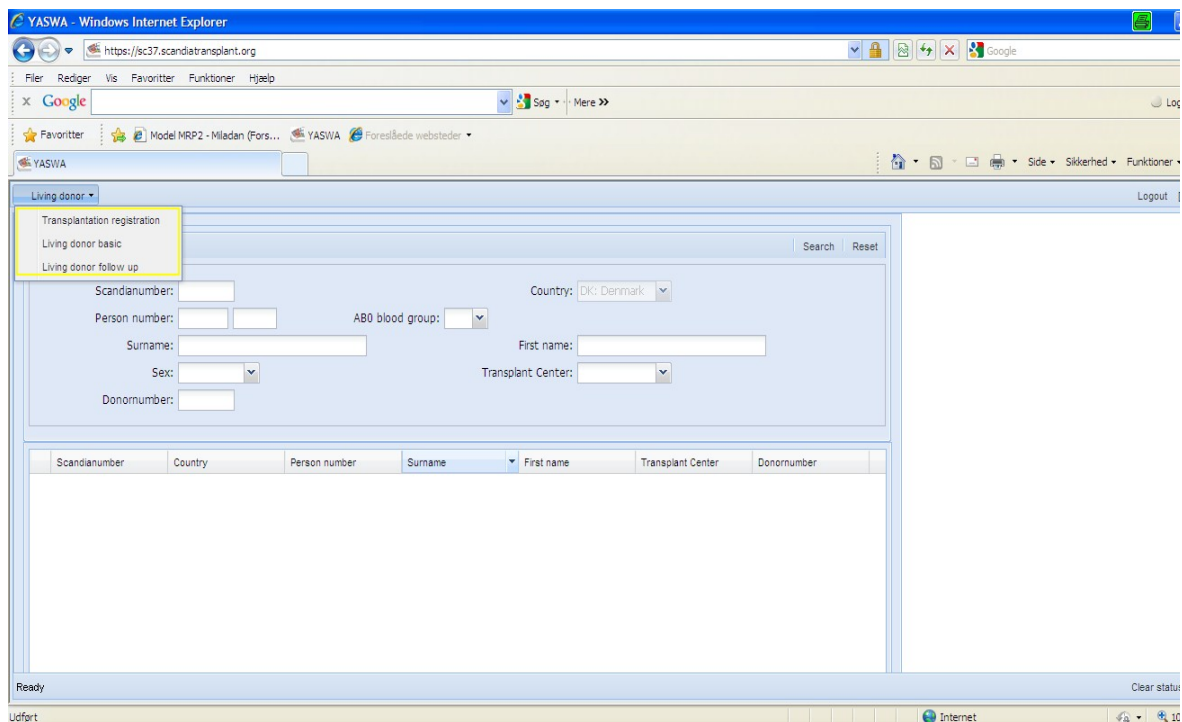 YASWA - Windows Internet Explorer
https://sc37.scandiatransplant.org
Google
Filer Rediger Vis Favoritter Funktioner Hjælp
x Google Søg Mere >>
Favoritter Model MRP2 - Miladan (Fors... YASWA Foreslåede websteder
YASWA Side Sikkerhed Funktioner
Living donor Logout
Transplantation registration
Living donor basic
Living donor follow up
Search Reset
Scandianumber: Country: DK: Denmark
Person number: AB0 blood group:
Surname: First name:
Sex: Transplant Center:
Donornumber:
Scandianumber Country Person number Surname First name Transplant Center Donornumber
Ready Clear status
Udført Internet 10